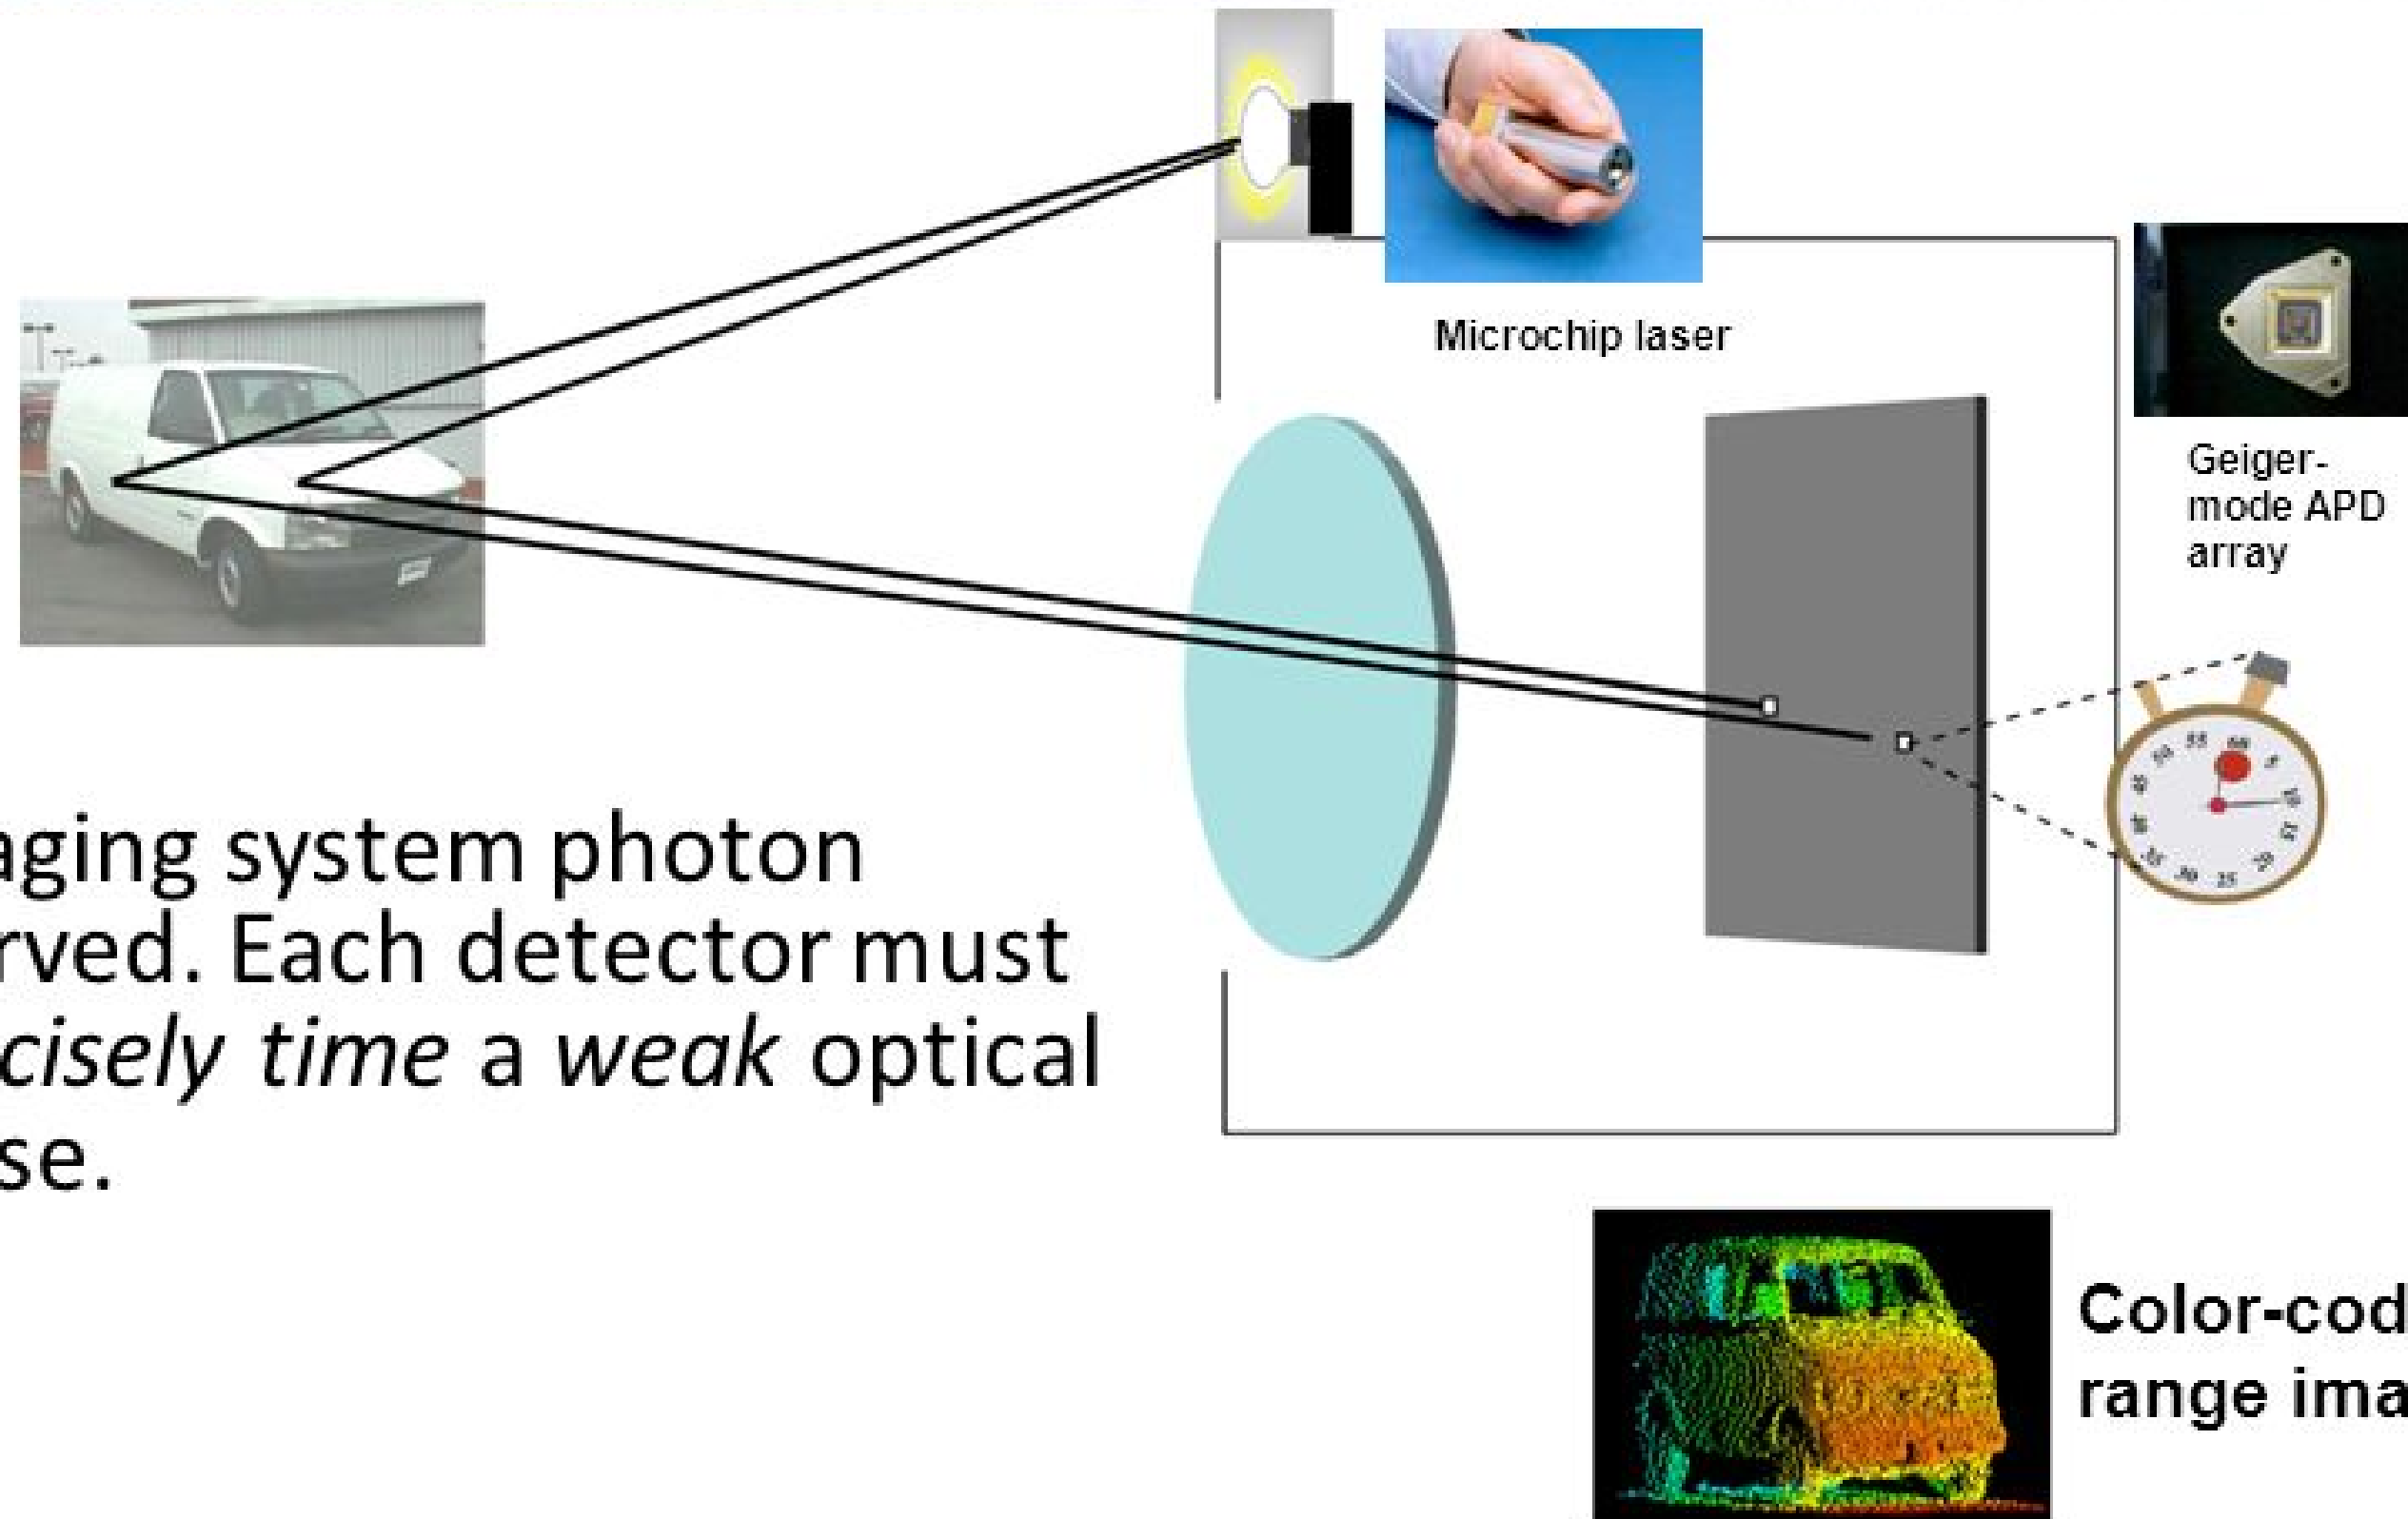 Microchip laser
Geiger-
mode APD
array
aging system photon
rved. Each detector must
cisely time a weak optical
se.
Color-cod
range ima